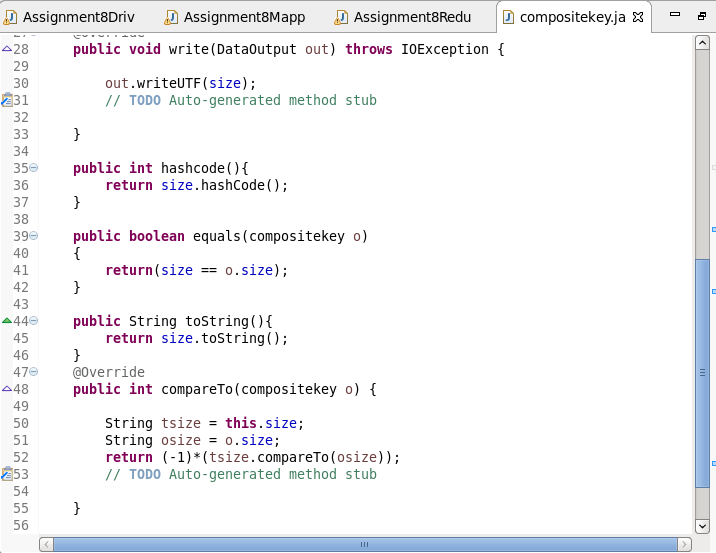 Assignment8Driv Assignment8Mapp Assignment8Redu compositekey.ja
27 @Override
28 public void write(DataOutput out) throws IOException {
29
30 out.writeUTF(size);
31 // TODO Auto-generated method stub
32
33 }
34
35 public int hashcode(){
36 return size.hashCode();
37 }
38
39 public boolean equals(compositekey o)
40 {
41 return(size == o.size);
42 }
43
44 public String toString(){
45 return size.toString();
46 }
47 @Override
48 public int compareTo(compositekey o) {
49
50 String tsize = this.size;
51 String osize = o.size;
52 return (-1)*(tsize.compareTo(osize));
53 // TODO Auto-generated method stub
54
55 }
56